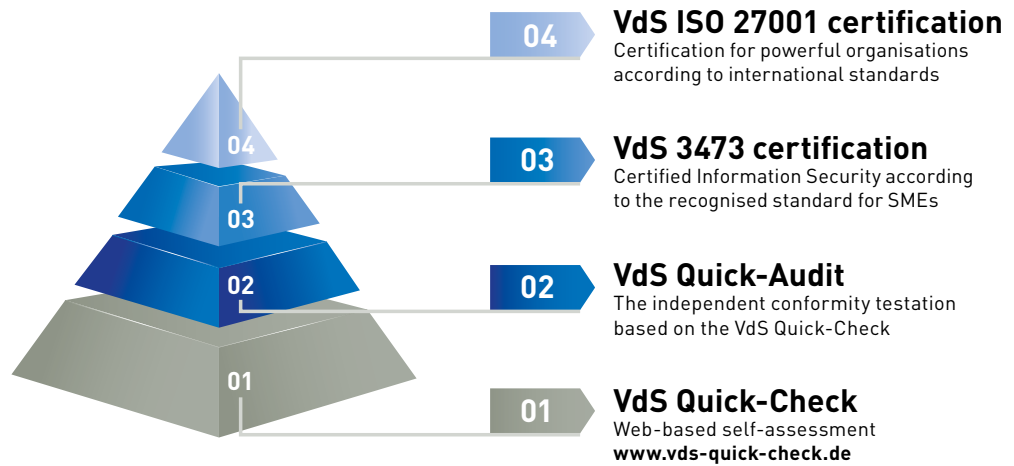 04
VdS ISO 27001 certification
Certification for powerful organisations
according to international standards
04
03
VdS 3473 certification
Certified Information Security according
to the recognised standard for SMEs
03
02
VdS Quick-Audit
The independent conformity testation
based on the VdS Quick-Check
02
01
VdS Quick-Check
Web-based self-assessment
www.vds-quick-check.de
01